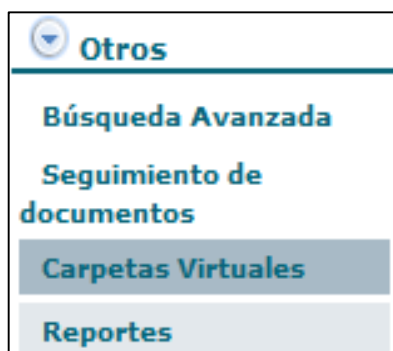 Otros
Búsqueda Avanzada
Seguimiento de
documentos
Carpetas Virtuales
Reportes